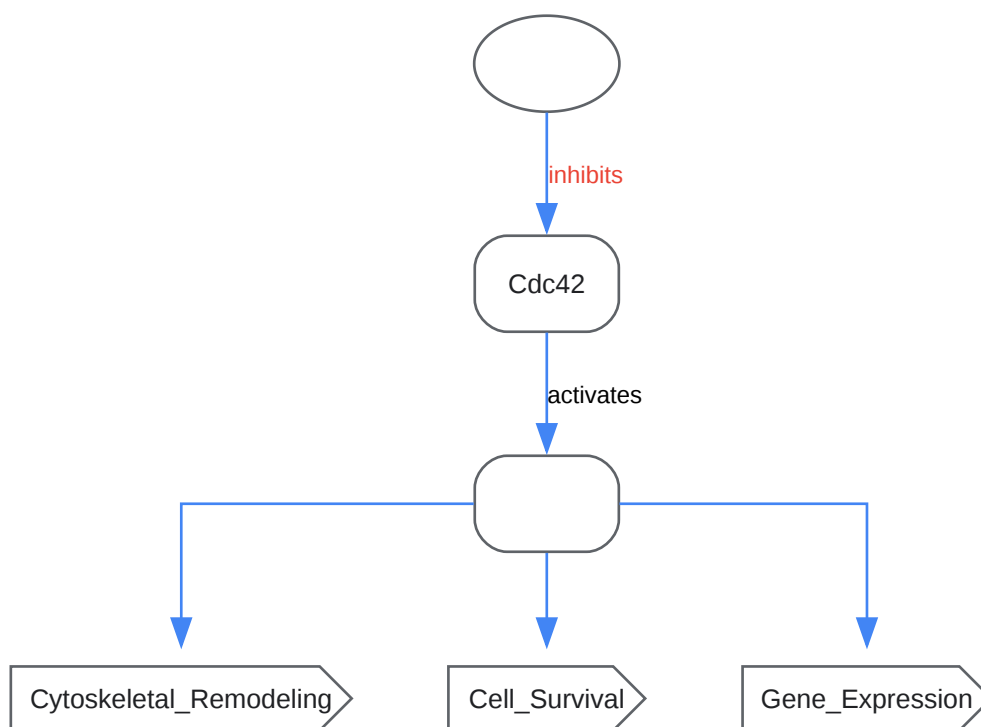 inhibits
Cdc42
activates
Cytoskeletal_Remodeling
Cell_Survival
Gene_Expression